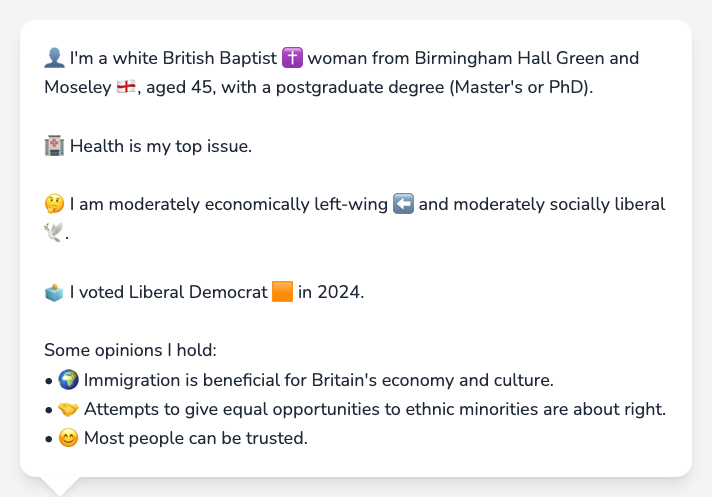 👤 I'm a white British Baptist ✝️ woman from Birmingham Hall Green and
Moseley 🏴󠁧󠁢󠁥󠁮󠁧󠁿, aged 45, with a postgraduate degree (Master's or PhD).
🏥 Health is my top issue.
🤔 I am moderately economically left-wing ⬅️ and moderately socially liberal
🕊️.
🗳️ I voted Liberal Democrat 🟧 in 2024.
Some opinions I hold:
• 🌍 Immigration is beneficial for Britain's economy and culture.
• 🤝 Attempts to give equal opportunities to ethnic minorities are about right.
• 😊 Most people can be trusted.